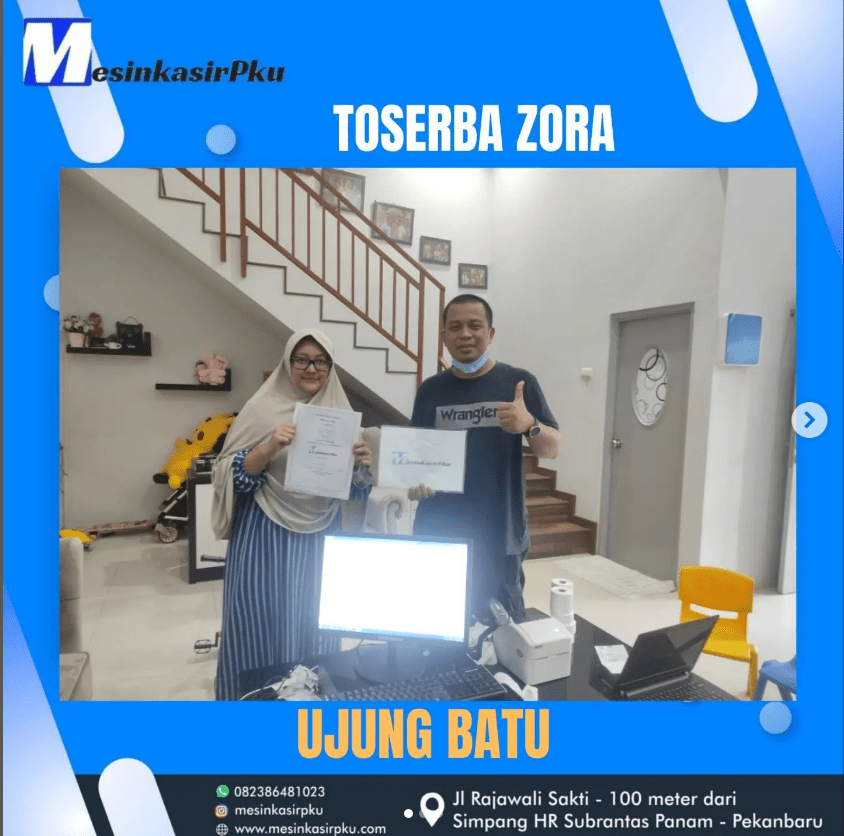 MesinkasirPku
TOSERBA ZORA
Wrangler
MesinkasirPku
UJUNG BATU
082386481023
mesinkasirpku
www.mesinkasirpku.com
Jl Rajawali Sakti - 100 meter dari
Simpang HR Subrantas Panam - Pekanbaru